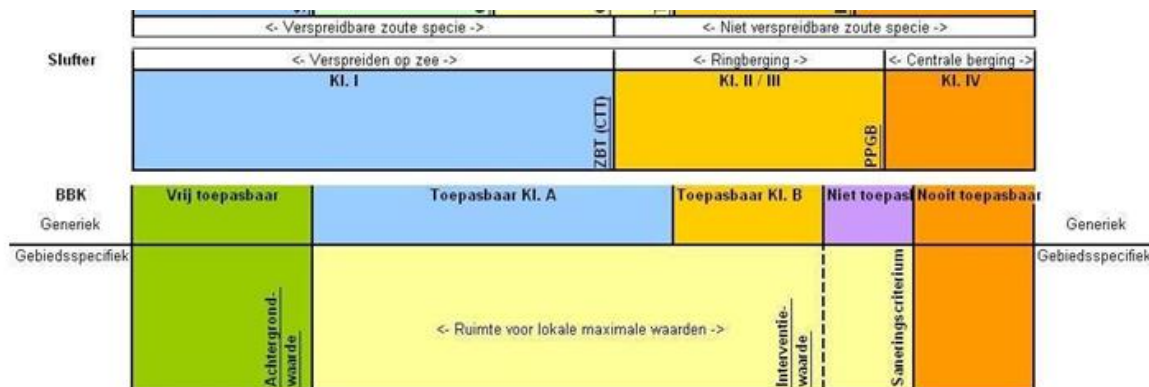 <- Verspreidbare zoute specie -> <- Niet verspreidbare zoute specie ->
Slufter <- Verspreiden op zee -> <- Ringberging -> <- Centrale berging ->
Kl. I Kl. II / III Kl. IV
ZBT (CTT)
PPGB
BBK Vrij toepasbaar Toepasbaar Kl. A Toepasbaar Kl. B Niet toepasl Nooit toepasbaar
Generiek Generiek
Gebiedsspecifiek Gebiedsspecifiek
Achtergrond-
waarde
<- Ruimte voor lokale maximale waarden ->
Interventie-
waarde
Saneringscriterium